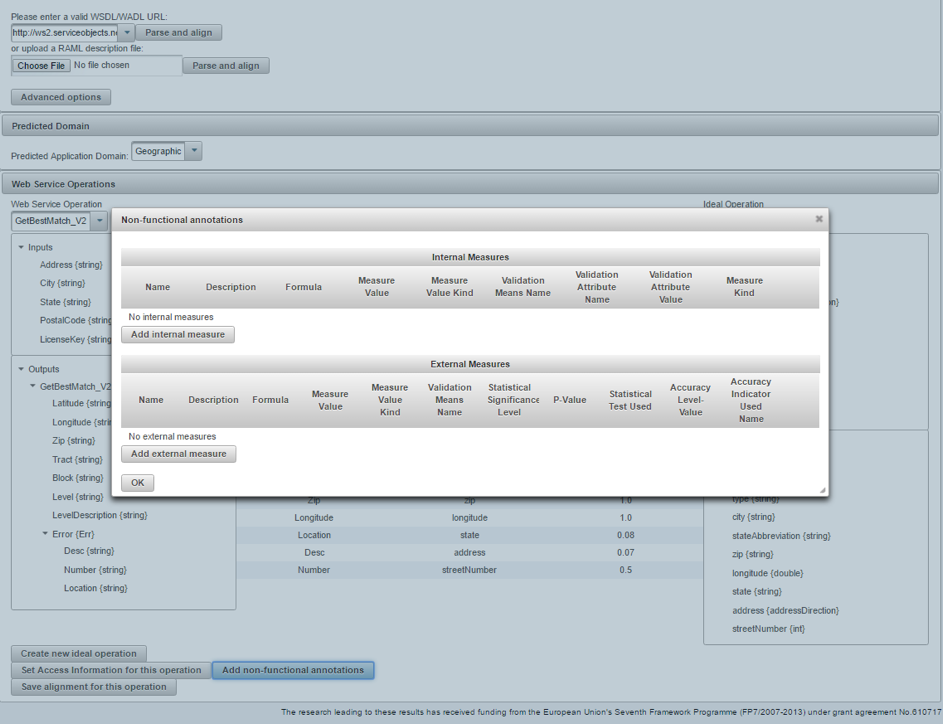 Please enter a valid WSDL/WADL URL:
http://ws2.serviceobjects.ne
Parse and align
or upload a RAML description file:
Choose File No file chosen
Parse and align
Advanced options
Predicted Domain
Predicted Application Domain: Geographic
Web Service Operations
Web Service Operation
Ideal Operation
GetBestMatch_V2
Inputs
Address {string}
City {string}
State {string}
PostalCode {string
LicenseKey {string
Outputs
GetBestMatch_V2
Latitude {string
Longitude {stri
Zip {string}
Tract {string}
Block {string}
Level {string}
LevelDescription {string}
Error {Err}
Desc {string}
Number {string}
Location {string}
Non-functional annotations
Internal Measures
Name Description Formula Measure Value Measure Value Kind Validation Means Name Validation Attribute Name Validation Attribute Value Measure Kind
No internal measures
Add internal measure
External Measures
Name Description Formula Measure Value Measure Value Kind Validation Means Name Statistical Significance Level P-Value Statistical Test Used Accuracy Level-Value Accuracy Indicator Used Name
No external measures
Add external measure
OK
Zip zip 1.0
Longitude longitude 1.0
Location state 0.08
Desc address 0.07
Number streetNumber 0.5
on}
type {string}
city {string}
stateAbbreviation {string}
zip {string}
longitude {double}
state {string}
address {addressDirection}
streetNumber {int}
Create new ideal operation
Set Access Information for this operation
Add non-functional annotations
Save alignment for this operation
The research leading to these results has received funding from the European Union's Seventh Framework Programme (FP7/2007-2013) under grant agreement No.610717